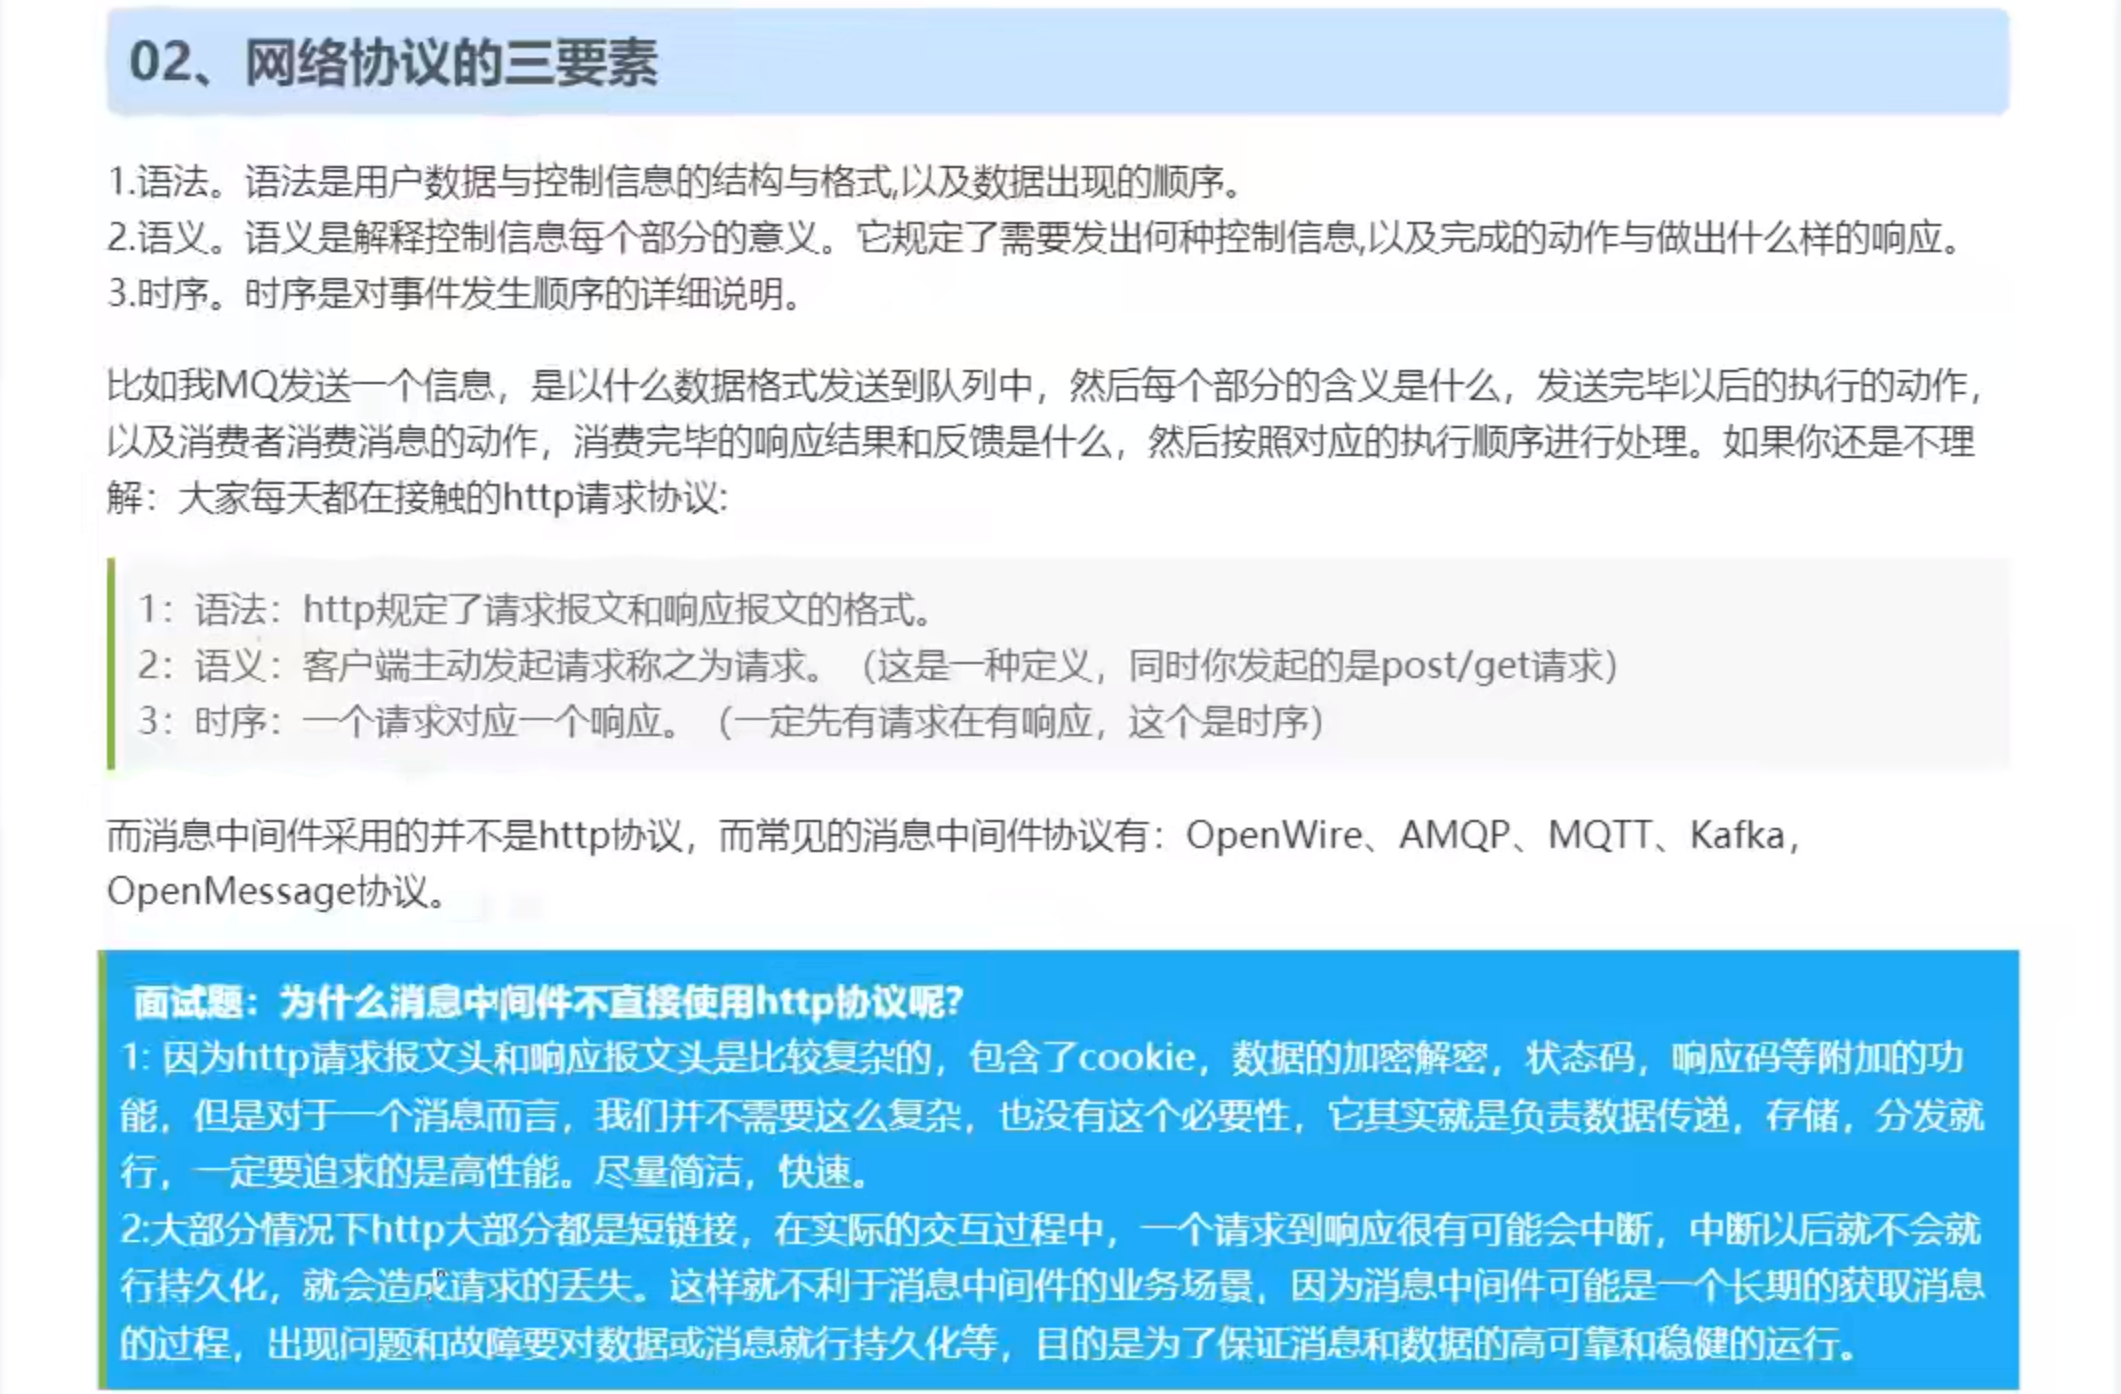 02、网络协议的三要素
1.语法。语法是用户数据与控制信息的结构与格式,以及数据出现的顺序。
2.语义。语义是解释控制信息每个部分的意义。它规定了需要发出何种控制信息,以及完成的动作与做出什么样的响应。
3.时序。时序是对事件发生顺序的详细说明。
比如我MQ发送一个信息，是以什么数据格式发送到队列中，然后每个部分的含义是什么，发送完毕以后的执行的动作，
以及消费者消费消息的动作，消费完毕的响应结果和反馈是什么，然后按照对应的执行顺序进行处理。如果你还是不理
解：大家每天都在接触的http请求协议:
1：语法：http规定了请求报文和响应报文的格式。
2：语义：客户端主动发起请求称之为请求。（这是一种定义，同时你发起的是post/get请求）
3：时序：一个请求对应一个响应。（一定先有请求在有响应，这个是时序）
而消息中间件采用的并不是http协议，而常见的消息中间件协议有：OpenWire、AMQP、MQTT、Kafka，
OpenMessage协议。
面试题：为什么消息中间件不直接使用http协议呢?
1: 因为http请求报文头和响应报文头是比较复杂的，包含了cookie，数据的加密解密，状态码，响应码等附加的功
能，但是对于一个消息而言，我们并不需要这么复杂，也没有这个必要性，它其实就是负责数据传递，存储，分发就
行，一定要追求的是高性能。尽量简洁，快速。
2:大部分情况下http大部分都是短链接，在实际的交互过程中，一个请求到响应很有可能会中断，中断以后就不会就
行持久化，就会造成请求的丢失。这样就不利于消息中间件的业务场景，因为消息中间件可能是一个长期的获取消息
的过程，出现问题和故障要对数据或消息就行持久化等，目的是为了保证消息和数据的高可靠和稳健的运行。